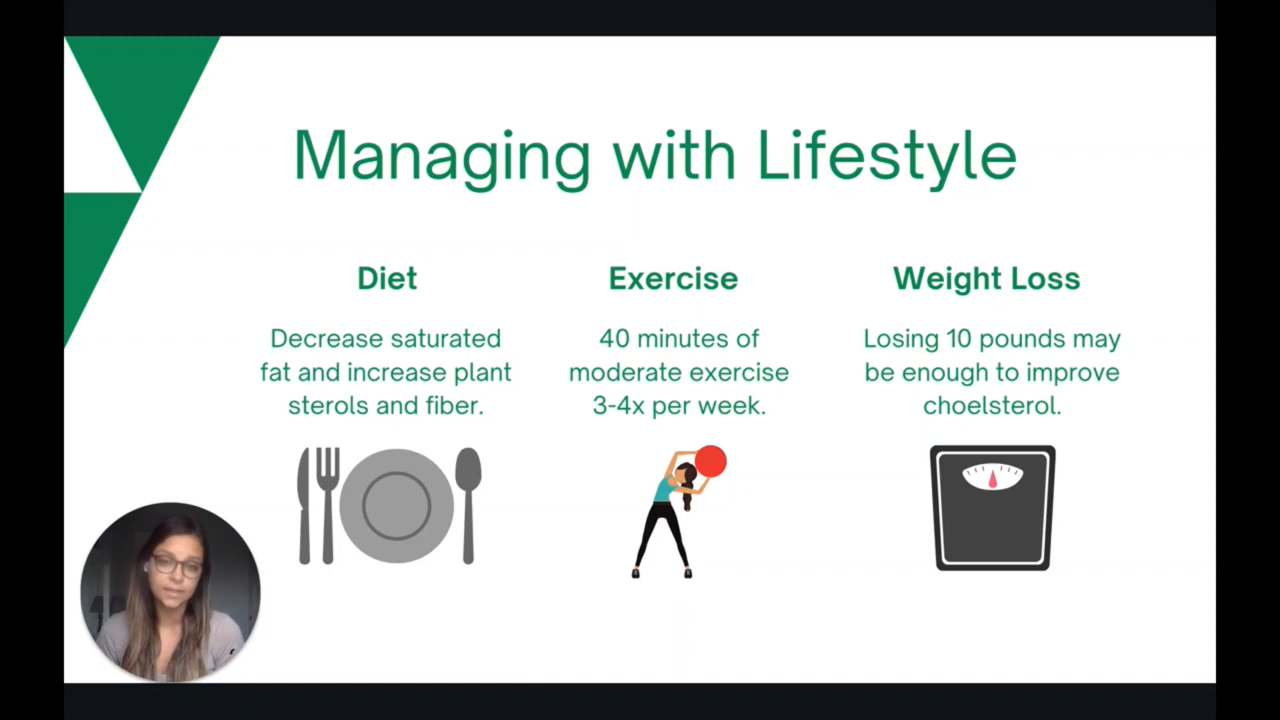 Managing with Lifestyle
Diet
Decrease saturated
fat and increase plant
sterols and fiber.
Exercise
40 minutes of
moderate exercise
3-4x per week.
Weight Loss
Losing 10 pounds may
be enough to improve
choelsterol.